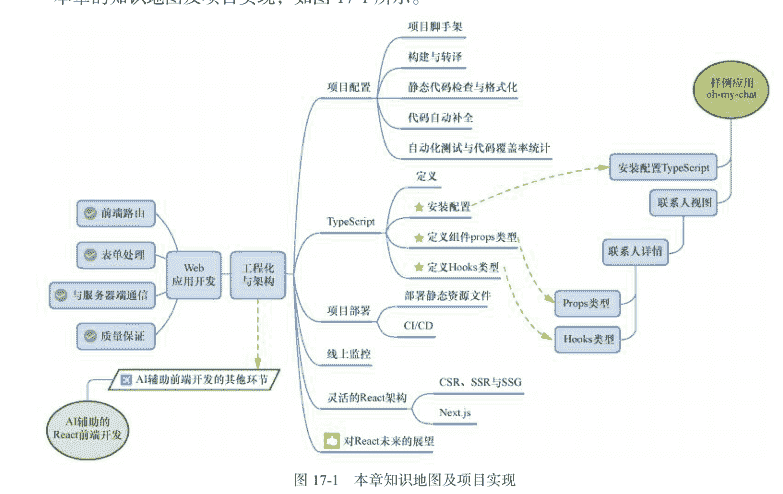 本章的知识地图及项目实现，如图 17-1 所示。
项目脚手架
构建与转译
项目配置
静态代码检查与格式化
代码自动补全
自动化测试与代码覆盖率统计
样例应用
oh-my-chat
安装配置TypeScript
定义
TypeScript
安装配置
定义组件props类型
定义Hooks类型
联系人视图
联系人详情
Props类型
Hooks类型
前端路由
表单处理
与服务器端通信
质量保证
Web
应用开发
工程化
与架构
项目部署
部署静态资源文件
CI/CD
线上监控
AI辅助前端开发的其他环节
灵活的React架构
CSR、SSR与SSG
Next.js
AI辅助的
React前端开发
对React未来的展望
图 17-1 本章知识地图及项目实现